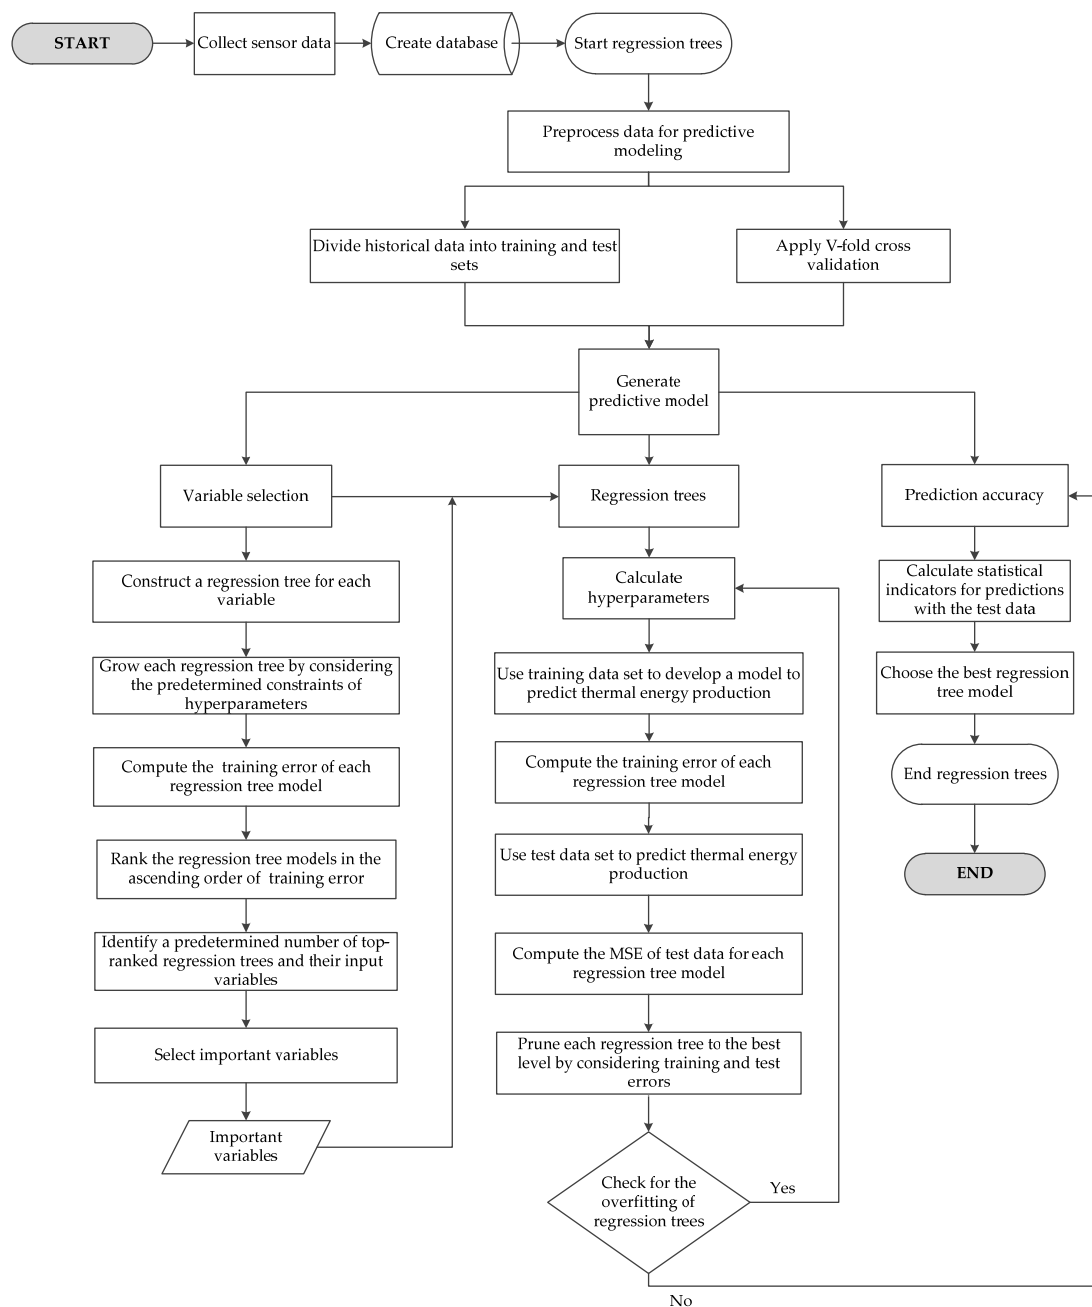 START
Collect sensor data
Create database
Start regression trees
Preprocess data for predictive
modeling
Divide historical data into training and test
sets
Apply V-fold cross
validation
Generate
predictive model
Variable selection
Regression trees
Prediction accuracy
Construct a regression tree for each
variable
Grow each regression tree by considering
the predetermined constraints of
hyperparameters
Compute the training error of each
regression tree model
Rank the regression tree models in the
ascending order of training error
Identify a predetermined number of top-
ranked regression trees and their input
variables
Select important variables
Important
variables
Calculate
hyperparameters
Use training data set to develop a model to
predict thermal energy production
Compute the training error of each
regression tree model
Use test data set to predict thermal energy
production
Compute the MSE of test data for each
regression tree model
Prune each regression tree to the best
level by considering training and test
errors
Check for the
overfitting of
regression trees
Yes
No
Calculate statistical
indicators for predictions
with the test data
Choose the best regression
tree model
End regression trees
END